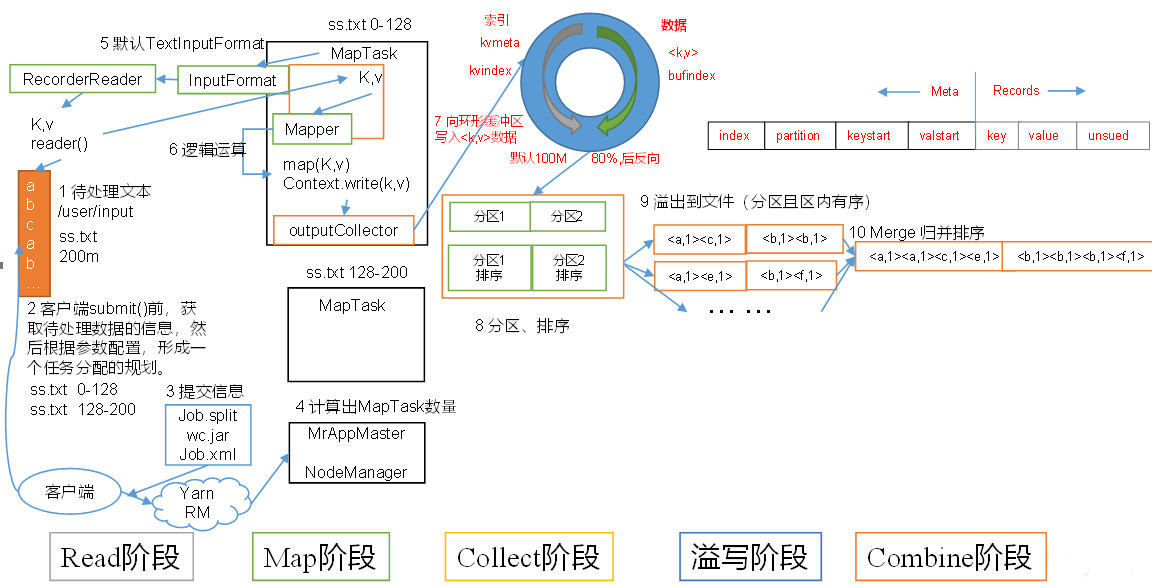 ss.txt 0-128
5 默认TextInputFormat
MapTask
RecorderReader
InputFormat
K,v
K,v
reader()
Mapper
6 逻辑运算
map(K,v)
Context.write(k,v)
outputCollector
a
b
c
a
b
...
1 待处理文本
/user/input
ss.txt
200m
2 客户端submit()前，获
取待处理数据的信息，然
后根据参数配置，形成一
个任务分配的规划。
ss.txt 0-128
ss.txt 128-200
3 提交信息
Job.split
wc.jar
Job.xml
客户端
Yarn
RM
4 计算出MapTask数量
MrAppMaster
NodeManager
ss.txt 128-200
MapTask
索引
kvmeta
kvindex
数据
<k,v>
bufindex
7 向环形缓冲区
写入<k,v>数据
默认100M
80%,后反向
Meta
Records
index
partition
keystart
valstart
key
value
unsued
分区1
分区2
分区1
排序
分区2
排序
8 分区、排序
9 溢出到文件（分区且区内有序）
<a,1><c,1>
<b,1><b,1>
<a,1><e,1>
<b,1><f,1>
... ...
10 Merge 归并排序
<a,1><a,1><c,1><e,1>
<b,1><b,1><b,1><f,1>
Read阶段
Map阶段
Collect阶段
溢写阶段
Combine阶段